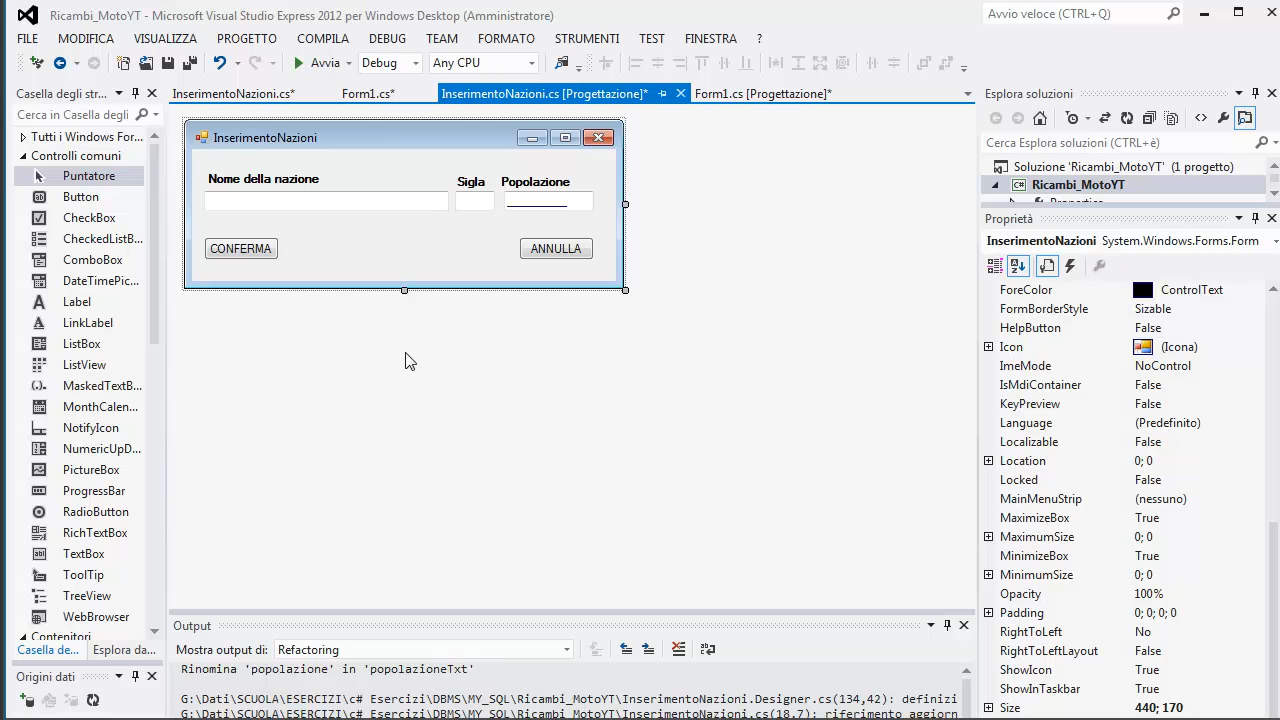 Ricambi_MotoYT - Microsoft Visual Studio Express 2012 per Windows Desktop (Amministratore)
Avvio veloce (CTRL+Q)
FILE MODIFICA VISUALIZZA PROGETTO COMPILA DEBUG TEAM FORMATO STRUMENTI TEST FINESTRA ?
Avvia Debug Any CPU
Casella degli str...
Cerca in Casella degli
Tutti i Windows For...
Controlli comuni
Puntatore
Button
CheckBox
CheckedListB...
ComboBox
DateTimePic...
Label
LinkLabel
ListBox
ListView
MaskedTextB...
MonthCalen...
NotifyIcon
NumericUpD...
PictureBox
ProgressBar
RadioButton
RichTextBox
TextBox
ToolTip
TreeView
WebBrowser
Contenitori
Casella de... Esplora da...
Origini dati
InserimentoNazioni.cs* Form1.cs* InserimentoNazioni.cs [Progettazione]* Form1.cs [Progettazione]*
InserimentoNazioni
Nome della nazione Sigla Popolazione
CONFERMA ANNULLA
Output
Mostra output di: Refactoring
Rinomina 'popolazione' in 'popolazioneTxt'
G:\Dati\SCUOLA\ESERCIZI\c# Esercizi\DBMS\MY_SQL\Ricambi_MotoYT\InserimentoNazioni.Designer.cs(134,42): definizi
G:\Dati\SCUOLA\ESERCIZI\c# Esercizi\DBMS\MY_SQL\Ricambi_MotoYT\InserimentoNazioni.cs(18,7): riferimento aggiorn
Esplora soluzioni
Cerca Esplora soluzioni (CTRL+è)
Soluzione 'Ricambi_MotoYT' (1 progetto)
Ricambi_MotoYT
Proprietà
InserimentoNazioni System.Windows.Forms.Form
ForeColor ControlText
FormBorderStyle Sizable
HelpButton False
Icon (Icona)
ImeMode NoControl
IsMdiContainer False
KeyPreview False
Language (Predefinito)
Localizable False
Location 0; 0
Locked False
MainMenuStrip (nessuno)
MaximizeBox True
MaximumSize 0; 0
MinimizeBox True
MinimumSize 0; 0
Opacity 100%
Padding 0; 0; 0; 0
RightToLeft No
RightToLeftLayout False
ShowIcon True
ShowInTaskbar True
Size 440; 170